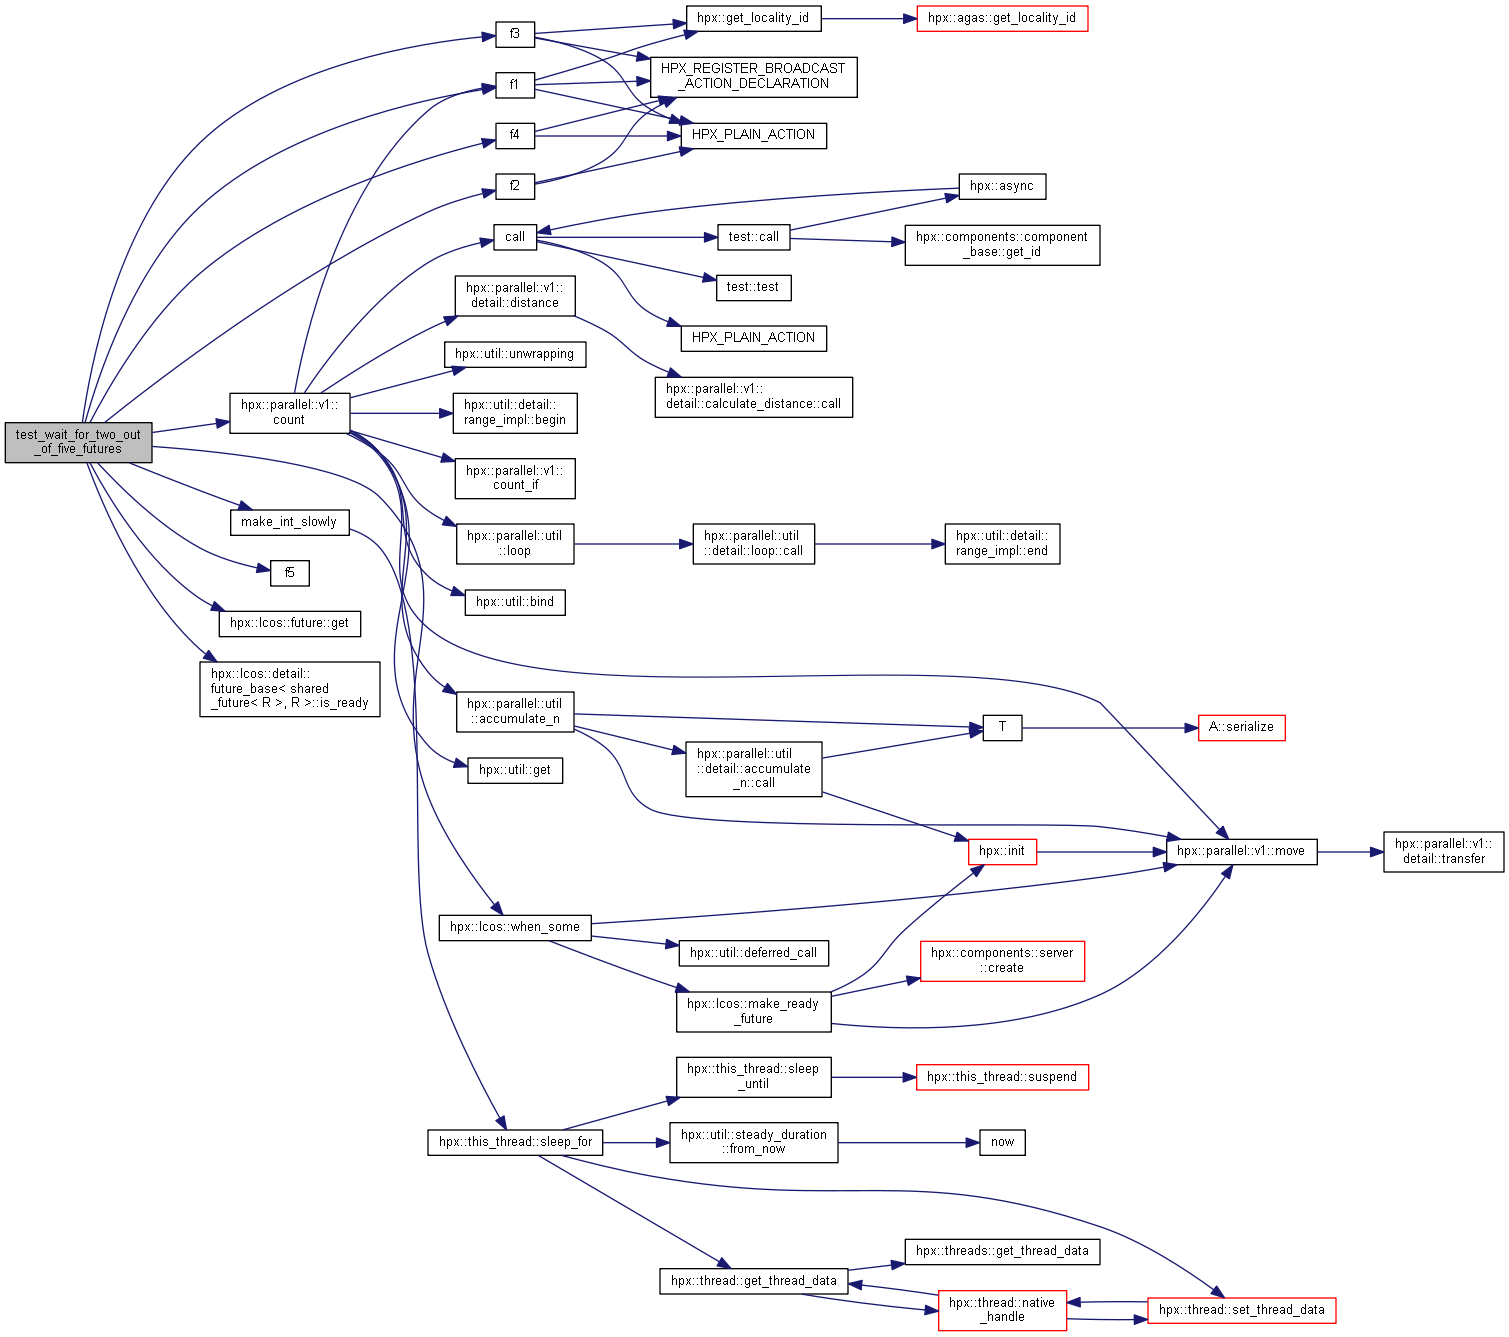 f3
hpx::get_locality_id
hpx::agas::get_locality_id
HPX_REGISTER_BROADCAST
_ACTION_DECLARATION
f1
f4
HPX_PLAIN_ACTION
f2
hpx::async
call
test::call
hpx::components::component
_base::get_id
test::test
hpx::parallel::v1::
detail::distance
HPX_PLAIN_ACTION
hpx::util::unwrapping
hpx::parallel::v1::
detail::calculate_distance::call
hpx::parallel::v1::
count
hpx::util::detail::
range_impl::begin
test_wait_for_two_out
_of_five_futures
hpx::parallel::v1::
count_if
make_int_slowly
hpx::parallel::util
::loop
hpx::parallel::util
::detail::loop::call
hpx::util::detail::
range_impl::end
f5
hpx::util::bind
hpx::lcos::future::get
hpx::lcos::detail::
future_base< shared
_future< R >, R >::is_ready
hpx::parallel::util
::accumulate_n
T
A::serialize
hpx::util::get
hpx::parallel::util
::detail::accumulate
_n::call
hpx::init
hpx::parallel::v1::move
hpx::parallel::v1::
detail::transfer
hpx::lcos::when_some
hpx::util::deferred_call
hpx::components::server
::create
hpx::lcos::make_ready
_future
hpx::this_thread::sleep
_until
hpx::this_thread::suspend
hpx::this_thread::sleep_for
hpx::util::steady_duration
::from_now
now
hpx::threads::get_thread_data
hpx::thread::get_thread_data
hpx::thread::native
_handle
hpx::thread::set_thread_data